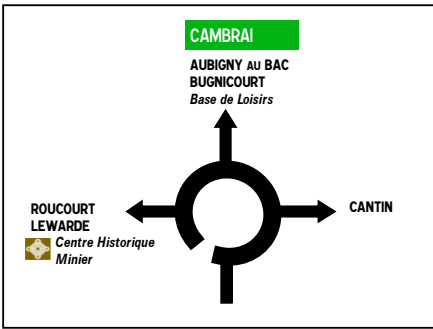 CAMBRAI
AUBIGNY AU BAC
BUGNICOURT
Base de Loisirs
ROUCOURT
LEWARDE
Centre Historique
Minier
CANTIN